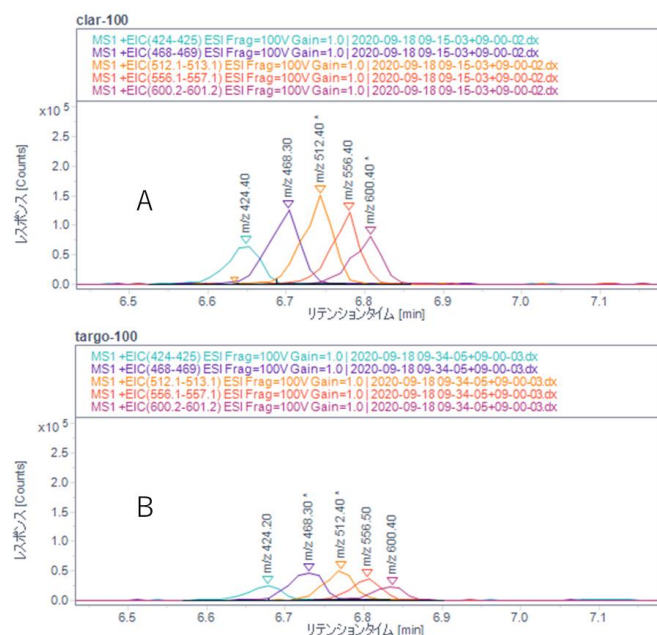 clar-100
MS1 +EIC(424-425) ESI Frag=100V Gain=1.0 | 2020-09-18 09-15-03+09-00-02.dx
MS1 +EIC(468-469) ESI Frag=100V Gain=1.0 | 2020-09-18 09-15-03+09-00-02.dx
MS1 +EIC(512.1-513.1) ESI Frag=100V Gain=1.0 | 2020-09-18 09-15-03+09-00-02.dx
MS1 +EIC(556.1-557.1) ESI Frag=100V Gain=1.0 | 2020-09-18 09-15-03+09-00-02.dx
MS1 +EIC(600.2-601.2) ESI Frag=100V Gain=1.0 | 2020-09-18 09-15-03+09-00-02.dx
x10 5
レスポンス [Counts]
2.5
2.0
1.5
1.0
0.5
0.0
A
m/z 424.40
m/z 468.30
m/z 512.40 *
m/z 556.40
m/z 600.40 *
6.5 6.6 6.7 6.8 6.9 7.0 7.1
リテンションタイム [min]
targo-100
MS1 +EIC(424-425) ESI Frag=100V Gain=1.0 | 2020-09-18 09-34-05+09-00-03.dx
MS1 +EIC(468-469) ESI Frag=100V Gain=1.0 | 2020-09-18 09-34-05+09-00-03.dx
MS1 +EIC(512.1-513.1) ESI Frag=100V Gain=1.0 | 2020-09-18 09-34-05+09-00-03.dx
MS1 +EIC(556.1-557.1) ESI Frag=100V Gain=1.0 | 2020-09-18 09-34-05+09-00-03.dx
MS1 +EIC(600.2-601.2) ESI Frag=100V Gain=1.0 | 2020-09-18 09-34-05+09-00-03.dx
x10 5
レスポンス [Counts]
2.5
2.0
1.5
1.0
0.5
0.0
B
m/z 424.20
m/z 468.30 *
m/z 512.40 *
m/z 556.50
m/z 600.40
6.5 6.6 6.7 6.8 6.9 7.0 7.1
リテンションタイム [min]